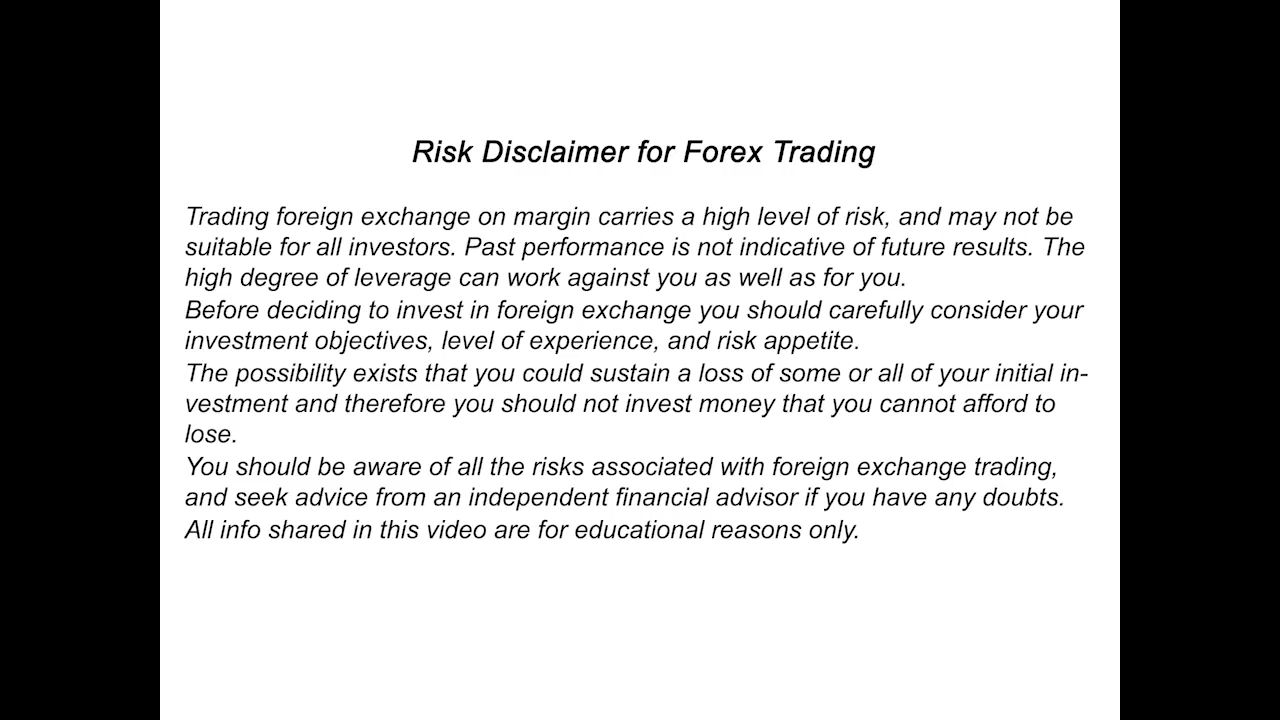 Risk Disclaimer for Forex Trading
Trading foreign exchange on margin carries a high level of risk, and may not be
suitable for all investors. Past performance is not indicative of future results. The
high degree of leverage can work against you as well as for you.
Before deciding to invest in foreign exchange you should carefully consider your
investment objectives, level of experience, and risk appetite.
The possibility exists that you could sustain a loss of some or all of your initial in-
vestment and therefore you should not invest money that you cannot afford to
lose.
You should be aware of all the risks associated with foreign exchange trading,
and seek advice from an independent financial advisor if you have any doubts.
All info shared in this video are for educational reasons only.